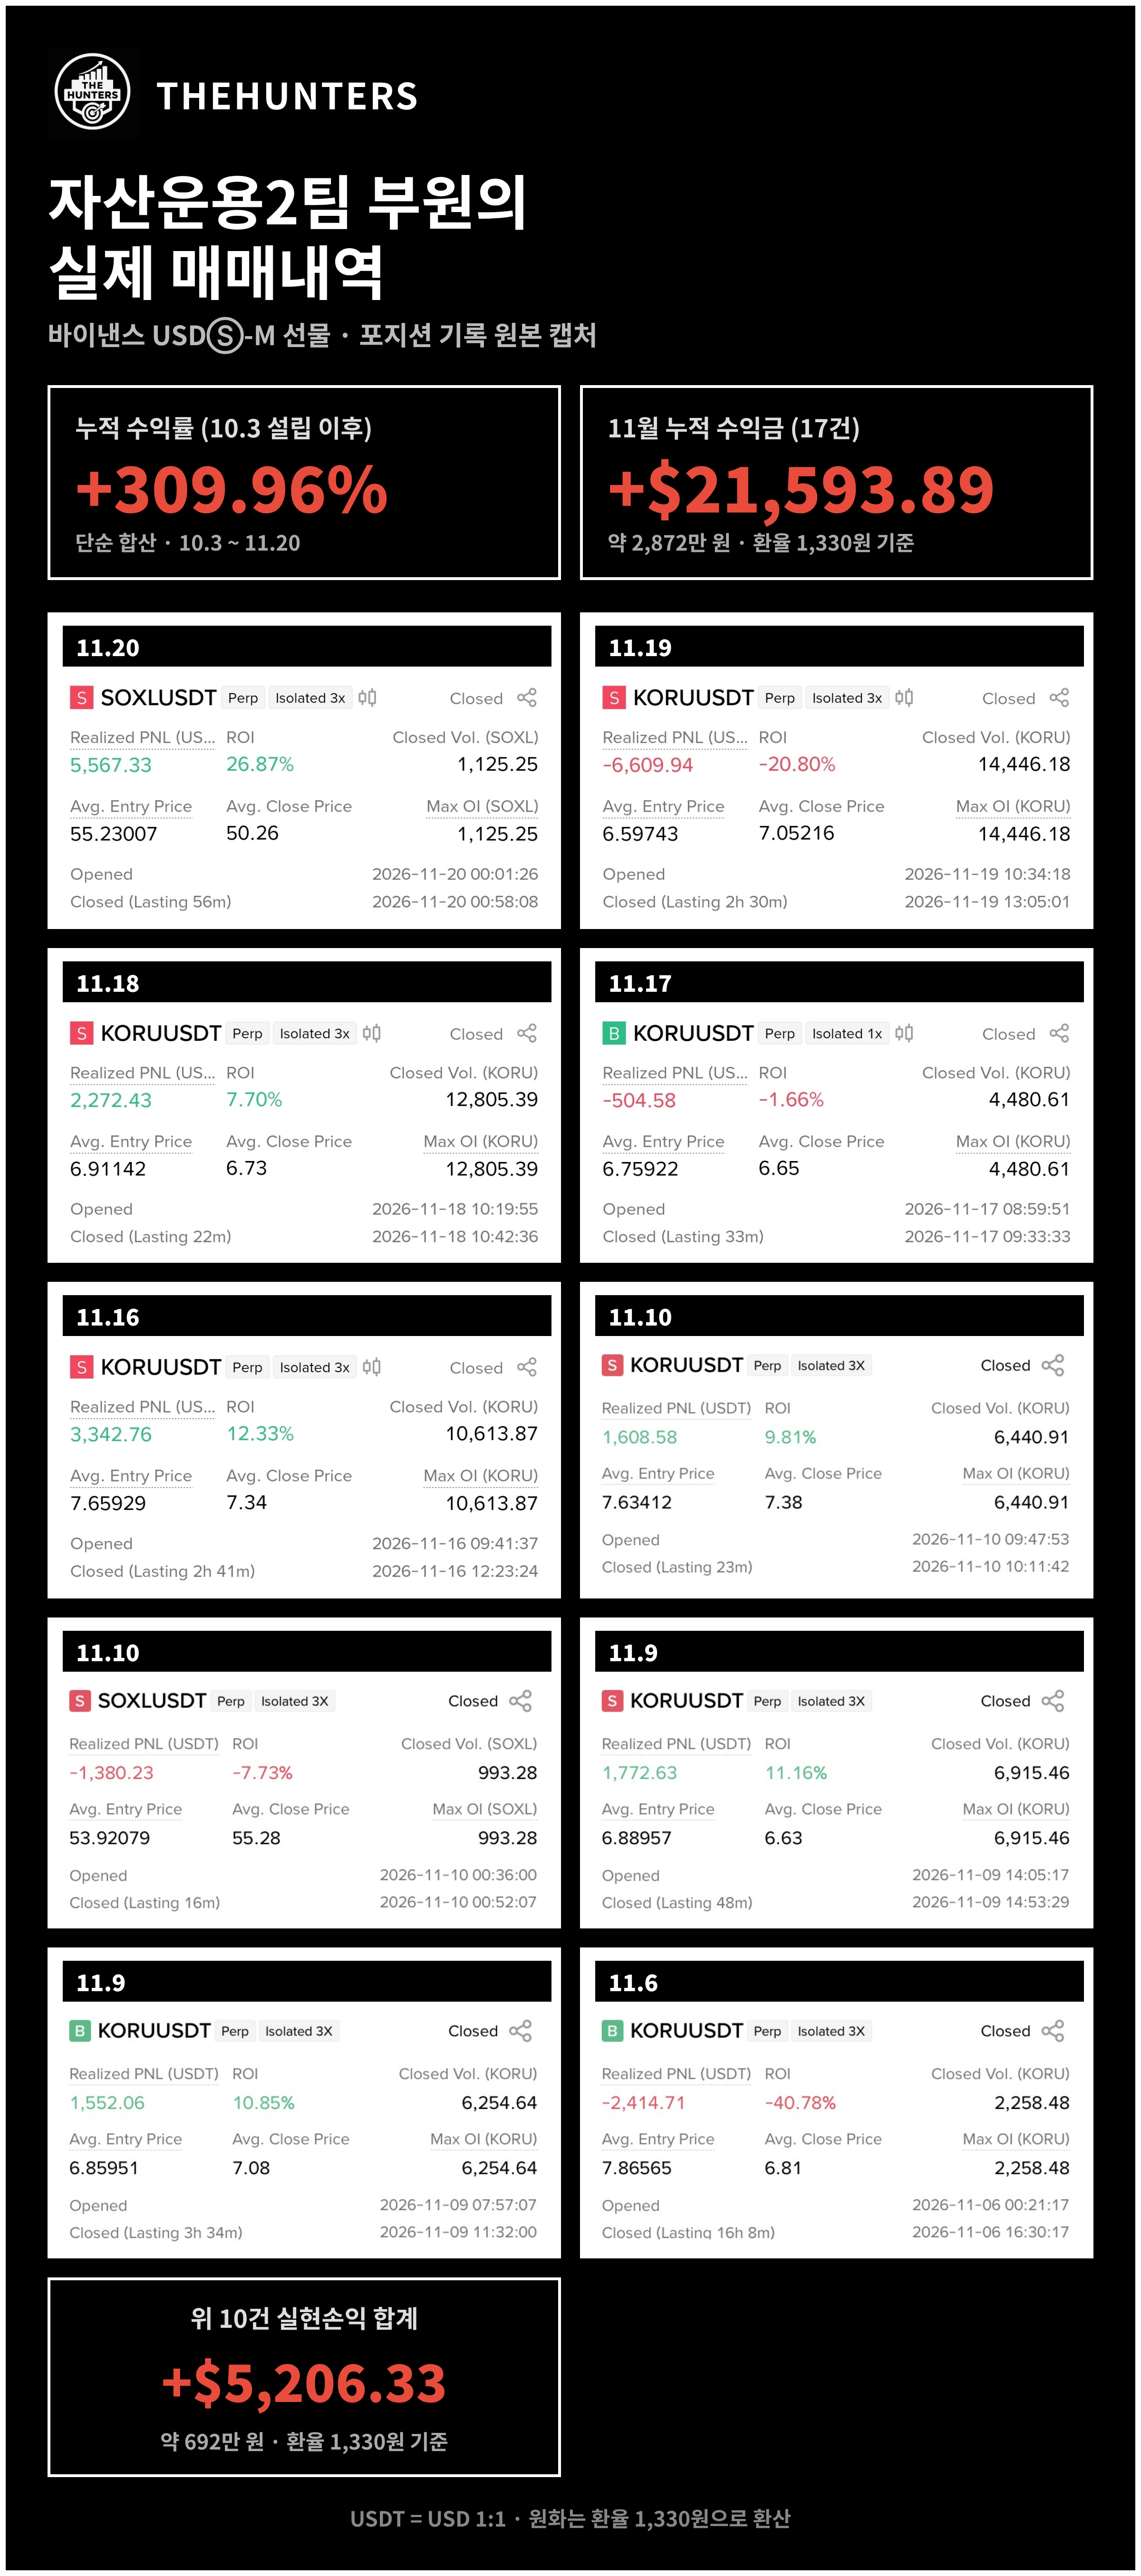 THE
HUNTERS
THEHUNTERS
자산운용2팀 부원의
실제 매매내역
바이낸스 USDⓈ-M 선물 · 포지션 기록 원본 캡처
누적 수익률 (10.3 설립 이후)
+309.96%
단순 합산 · 10.3 ~ 11.20
11월 누적 수익금 (17건)
+$21,593.89
약 2,872만 원 · 환율 1,330원 기준
11.20
S SOXLUSDT Perp Isolated 3x Closed
Realized PNL (US... ROI Closed Vol. (SOXL)
5,567.33 26.87% 1,125.25
Avg. Entry Price Avg. Close Price Max OI (SOXL)
55.23007 50.26 1,125.25
Opened 2026-11-20 00:01:26
Closed (Lasting 56m) 2026-11-20 00:58:08
11.19
S KORUUSDT Perp Isolated 3x Closed
Realized PNL (US... ROI Closed Vol. (KORU)
-6,609.94 -20.80% 14,446.18
Avg. Entry Price Avg. Close Price Max OI (KORU)
6.59743 7.05216 14,446.18
Opened 2026-11-19 10:34:18
Closed (Lasting 2h 30m) 2026-11-19 13:05:01
11.18
S KORUUSDT Perp Isolated 3x Closed
Realized PNL (US... ROI Closed Vol. (KORU)
2,272.43 7.70% 12,805.39
Avg. Entry Price Avg. Close Price Max OI (KORU)
6.91142 6.73 12,805.39
Opened 2026-11-18 10:19:55
Closed (Lasting 22m) 2026-11-18 10:42:36
11.17
B KORUUSDT Perp Isolated 1x Closed
Realized PNL (US... ROI Closed Vol. (KORU)
-504.58 -1.66% 4,480.61
Avg. Entry Price Avg. Close Price Max OI (KORU)
6.75922 6.65 4,480.61
Opened 2026-11-17 08:59:51
Closed (Lasting 33m) 2026-11-17 09:33:33
11.16
S KORUUSDT Perp Isolated 3x Closed
Realized PNL (US... ROI Closed Vol. (KORU)
3,342.76 12.33% 10,613.87
Avg. Entry Price Avg. Close Price Max OI (KORU)
7.65929 7.34 10,613.87
Opened 2026-11-16 09:41:37
Closed (Lasting 2h 41m) 2026-11-16 12:23:24
11.10
S KORUUSDT Perp Isolated 3X Closed
Realized PNL (USDT) ROI Closed Vol. (KORU)
1,608.58 9.81% 6,440.91
Avg. Entry Price Avg. Close Price Max OI (KORU)
7.63412 7.38 6,440.91
Opened 2026-11-10 09:47:53
Closed (Lasting 23m) 2026-11-10 10:11:42
11.10
S SOXLUSDT Perp Isolated 3X Closed
Realized PNL (USDT) ROI Closed Vol. (SOXL)
-1,380.23 -7.73% 993.28
Avg. Entry Price Avg. Close Price Max OI (SOXL)
53.92079 55.28 993.28
Opened 2026-11-10 00:36:00
Closed (Lasting 16m) 2026-11-10 00:52:07
11.9
S KORUUSDT Perp Isolated 3X Closed
Realized PNL (USDT) ROI Closed Vol. (KORU)
1,772.63 11.16% 6,915.46
Avg. Entry Price Avg. Close Price Max OI (KORU)
6.88957 6.63 6,915.46
Opened 2026-11-09 14:05:17
Closed (Lasting 48m) 2026-11-09 14:53:29
11.9
B KORUUSDT Perp Isolated 3X Closed
Realized PNL (USDT) ROI Closed Vol. (KORU)
1,552.06 10.85% 6,254.64
Avg. Entry Price Avg. Close Price Max OI (KORU)
6.85951 7.08 6,254.64
Opened 2026-11-09 07:57:07
Closed (Lasting 3h 34m) 2026-11-09 11:32:00
11.6
B KORUUSDT Perp Isolated 3X Closed
Realized PNL (USDT) ROI Closed Vol. (KORU)
-2,414.71 -40.78% 2,258.48
Avg. Entry Price Avg. Close Price Max OI (KORU)
7.86565 6.81 2,258.48
Opened 2026-11-06 00:21:17
Closed (Lasting 16h 8m) 2026-11-06 16:30:17
위 10건 실현손익 합계
+$5,206.33
약 692만 원 · 환율 1,330원 기준
USDT = USD 1:1 · 원화는 환율 1,330원으로 환산